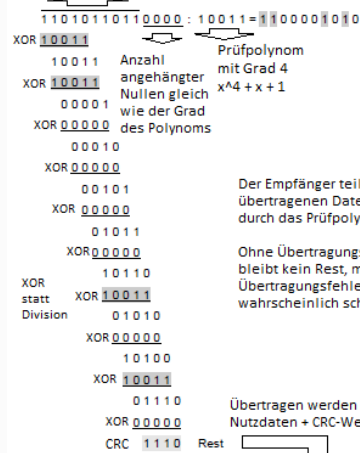 11010110110000 : 10011 = 1100001010
XOR 10011
10011
XOR 10011
00001
XOR 00000
00010
XOR 00000
00101
XOR 00000
01011
XOR 00000
10110
XOR 10011
01010
XOR 00000
10100
XOR 10011
01110
XOR 00000
CRC 1110 Rest
Anzahl
angehängter
Nullen gleich
wie der Grad
des Polynoms
Prüfpolynom
mit Grad 4
x^4 + x + 1
XOR
statt
Division
Der Empfänger teil
übertragenen Date
durch das Prüfpoly
Ohne Übertragungs
bleibt kein Rest, m
Übertragungsfehle
wahrscheinlich sch
Übertragen werden
Nutzdaten + CRC-We